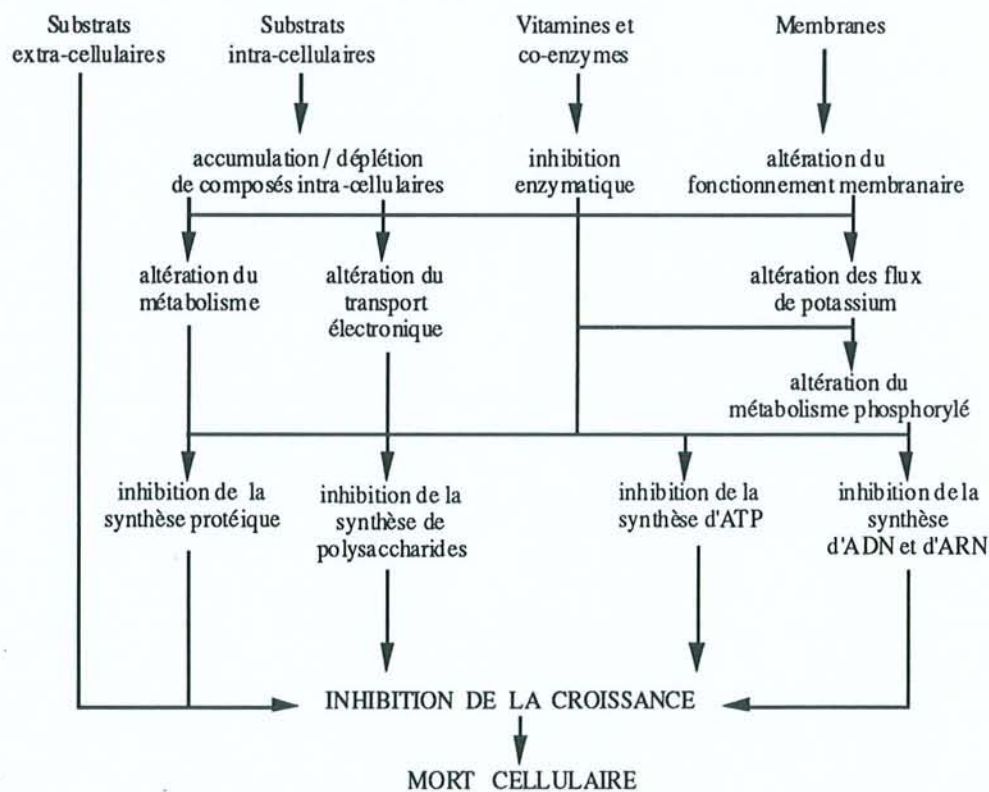 Substrats
extra-cellulaires
Substrats
intra-cellulaires
Vitamines et
co-enzymes
Membranes
accumulation / déplétion
de composés intra-cellulaires
inhibition
enzymatique
altération du
fonctionnement membranaire
altération du
métabolisme
altération du
transport
électronique
altération des flux
de potassium
altération du
métabolisme phosphorylé
inhibition de la
synthèse protéique
inhibition de la
synthèse de
polysaccharides
inhibition de la
synthèse d'ATP
inhibition de la
synthèse
d'ADN et d'ARN
INHIBITION DE LA CROISSANCE
MORT CELLULAIRE